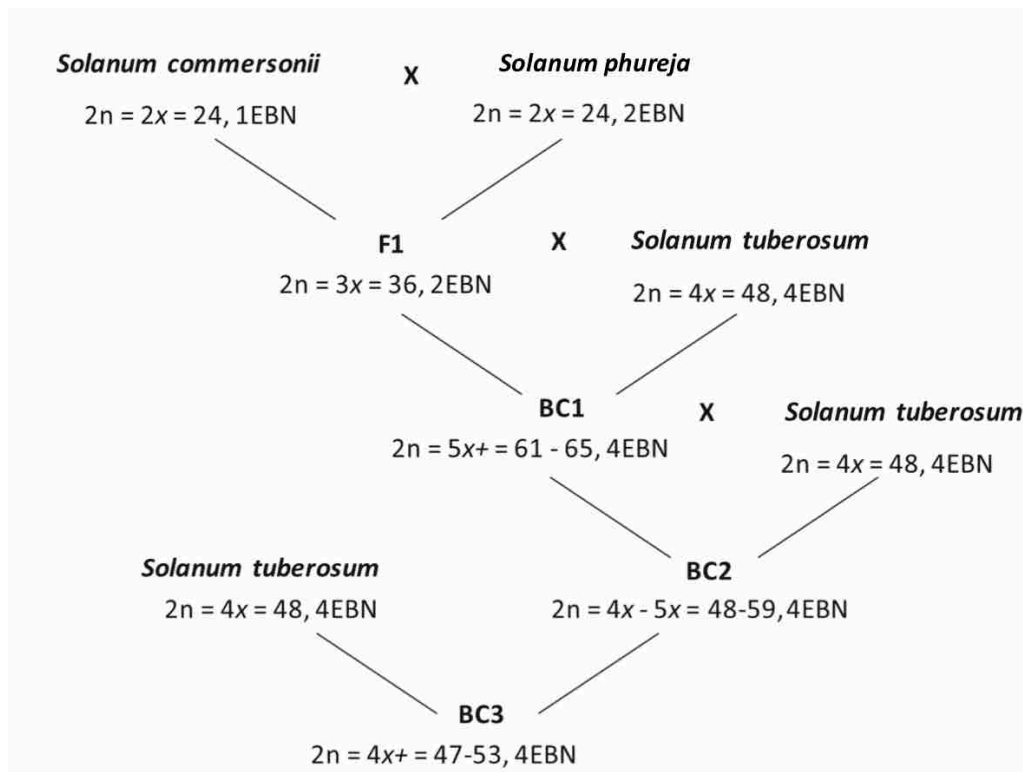 Solanum commersonii X Solanum phureja
2n = 2x = 24, 1EBN 2n = 2x = 24, 2EBN
F1 X Solanum tuberosum
2n = 3x = 36, 2EBN 2n = 4x = 48, 4EBN
BC1 X Solanum tuberosum
2n = 5x+ = 61 - 65, 4EBN 2n = 4x = 48, 4EBN
Solanum tuberosum BC2
2n = 4x = 48, 4EBN 2n = 4x - 5x = 48-59, 4EBN
BC3
2n = 4x+ = 47-53, 4EBN